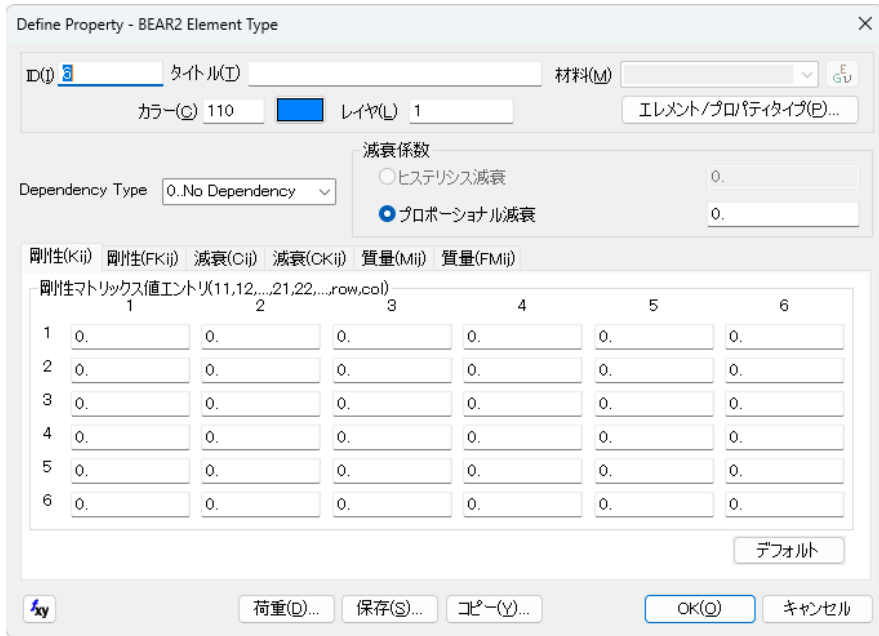 Define Property - BEAR2 Element Type
ID(I) 6 タイトル(T) 材料(M)
カラー(C) 110 レイヤ(L) 1 エレメント/プロパティタイプ(P)...
減衰係数
ヒステリシス減衰 0.
Dependency Type 0..No Dependency
プロポーショナル減衰 0.
剛性(Kij) 剛性(FKij) 減衰(Cij) 減衰(CKij) 質量(Mij) 質量(FMij)
剛性マトリックス値エントリ(11,12,...,21,22,...,row,col)
1 2 3 4 5 6
1 0. 0. 0. 0. 0. 0.
2 0. 0. 0. 0. 0. 0.
3 0. 0. 0. 0. 0. 0.
4 0. 0. 0. 0. 0. 0.
5 0. 0. 0. 0. 0. 0.
6 0. 0. 0. 0. 0. 0.
デフォルト
fxy 荷重(D)... 保存(S)... コピー(Y)... OK(O) キャンセル